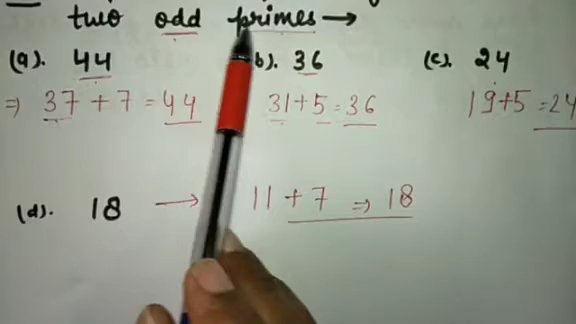 two odd primes →
(a). 44 b). 36 (c). 24
⇒ 37 + 7 = 44 31 + 5 = 36 19 + 5 = 24
(d). 18 → 11 + 7 ⇒ 18